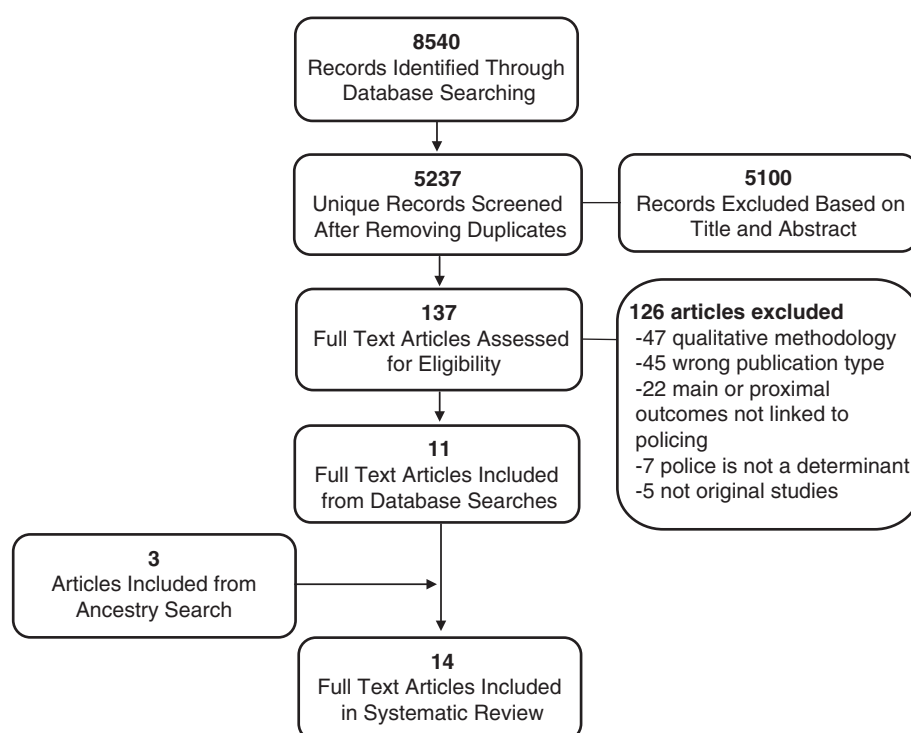 8540
Records Identified Through
Database Searching
5237
Unique Records Screened
After Removing Duplicates
5100
Records Excluded Based on
Title and Abstract
137
Full Text Articles Assessed
for Eligibility
126 articles excluded
-47 qualitative methodology
-45 wrong publication type
-22 main or proximal
outcomes not linked to
policing
-7 police is not a determinant
-5 not original studies
11
Full Text Articles Included
from Database Searches
3
Articles Included from
Ancestry Search
14
Full Text Articles Included
in Systematic Review